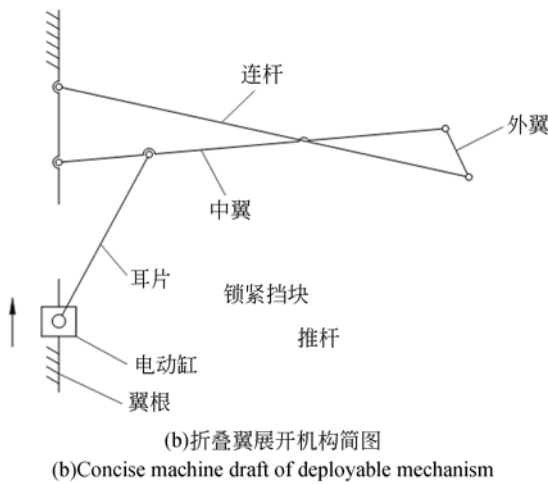 连杆
外翼
中翼
耳片
锁紧挡块
推杆
电动缸
翼根
(b)折叠翼展开机构简图
(b)Concise machine draft of deployable mechanism